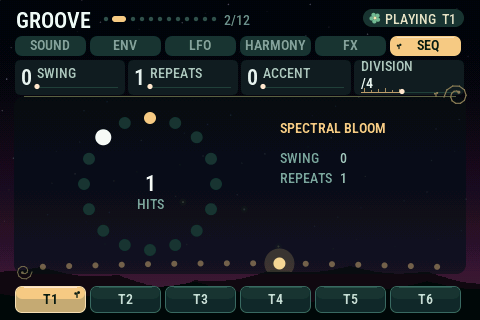 GROOVE 2/12 PLAYING T1
SOUND ENV LFO HARMONY FX SEQ
0 SWING 1 REPEATS 0 ACCENT DIVISION
/4
SPECTRAL BLOOM
SWING 0
REPEATS 1
1
HITS
T1 T2 T3 T4 T5 T6